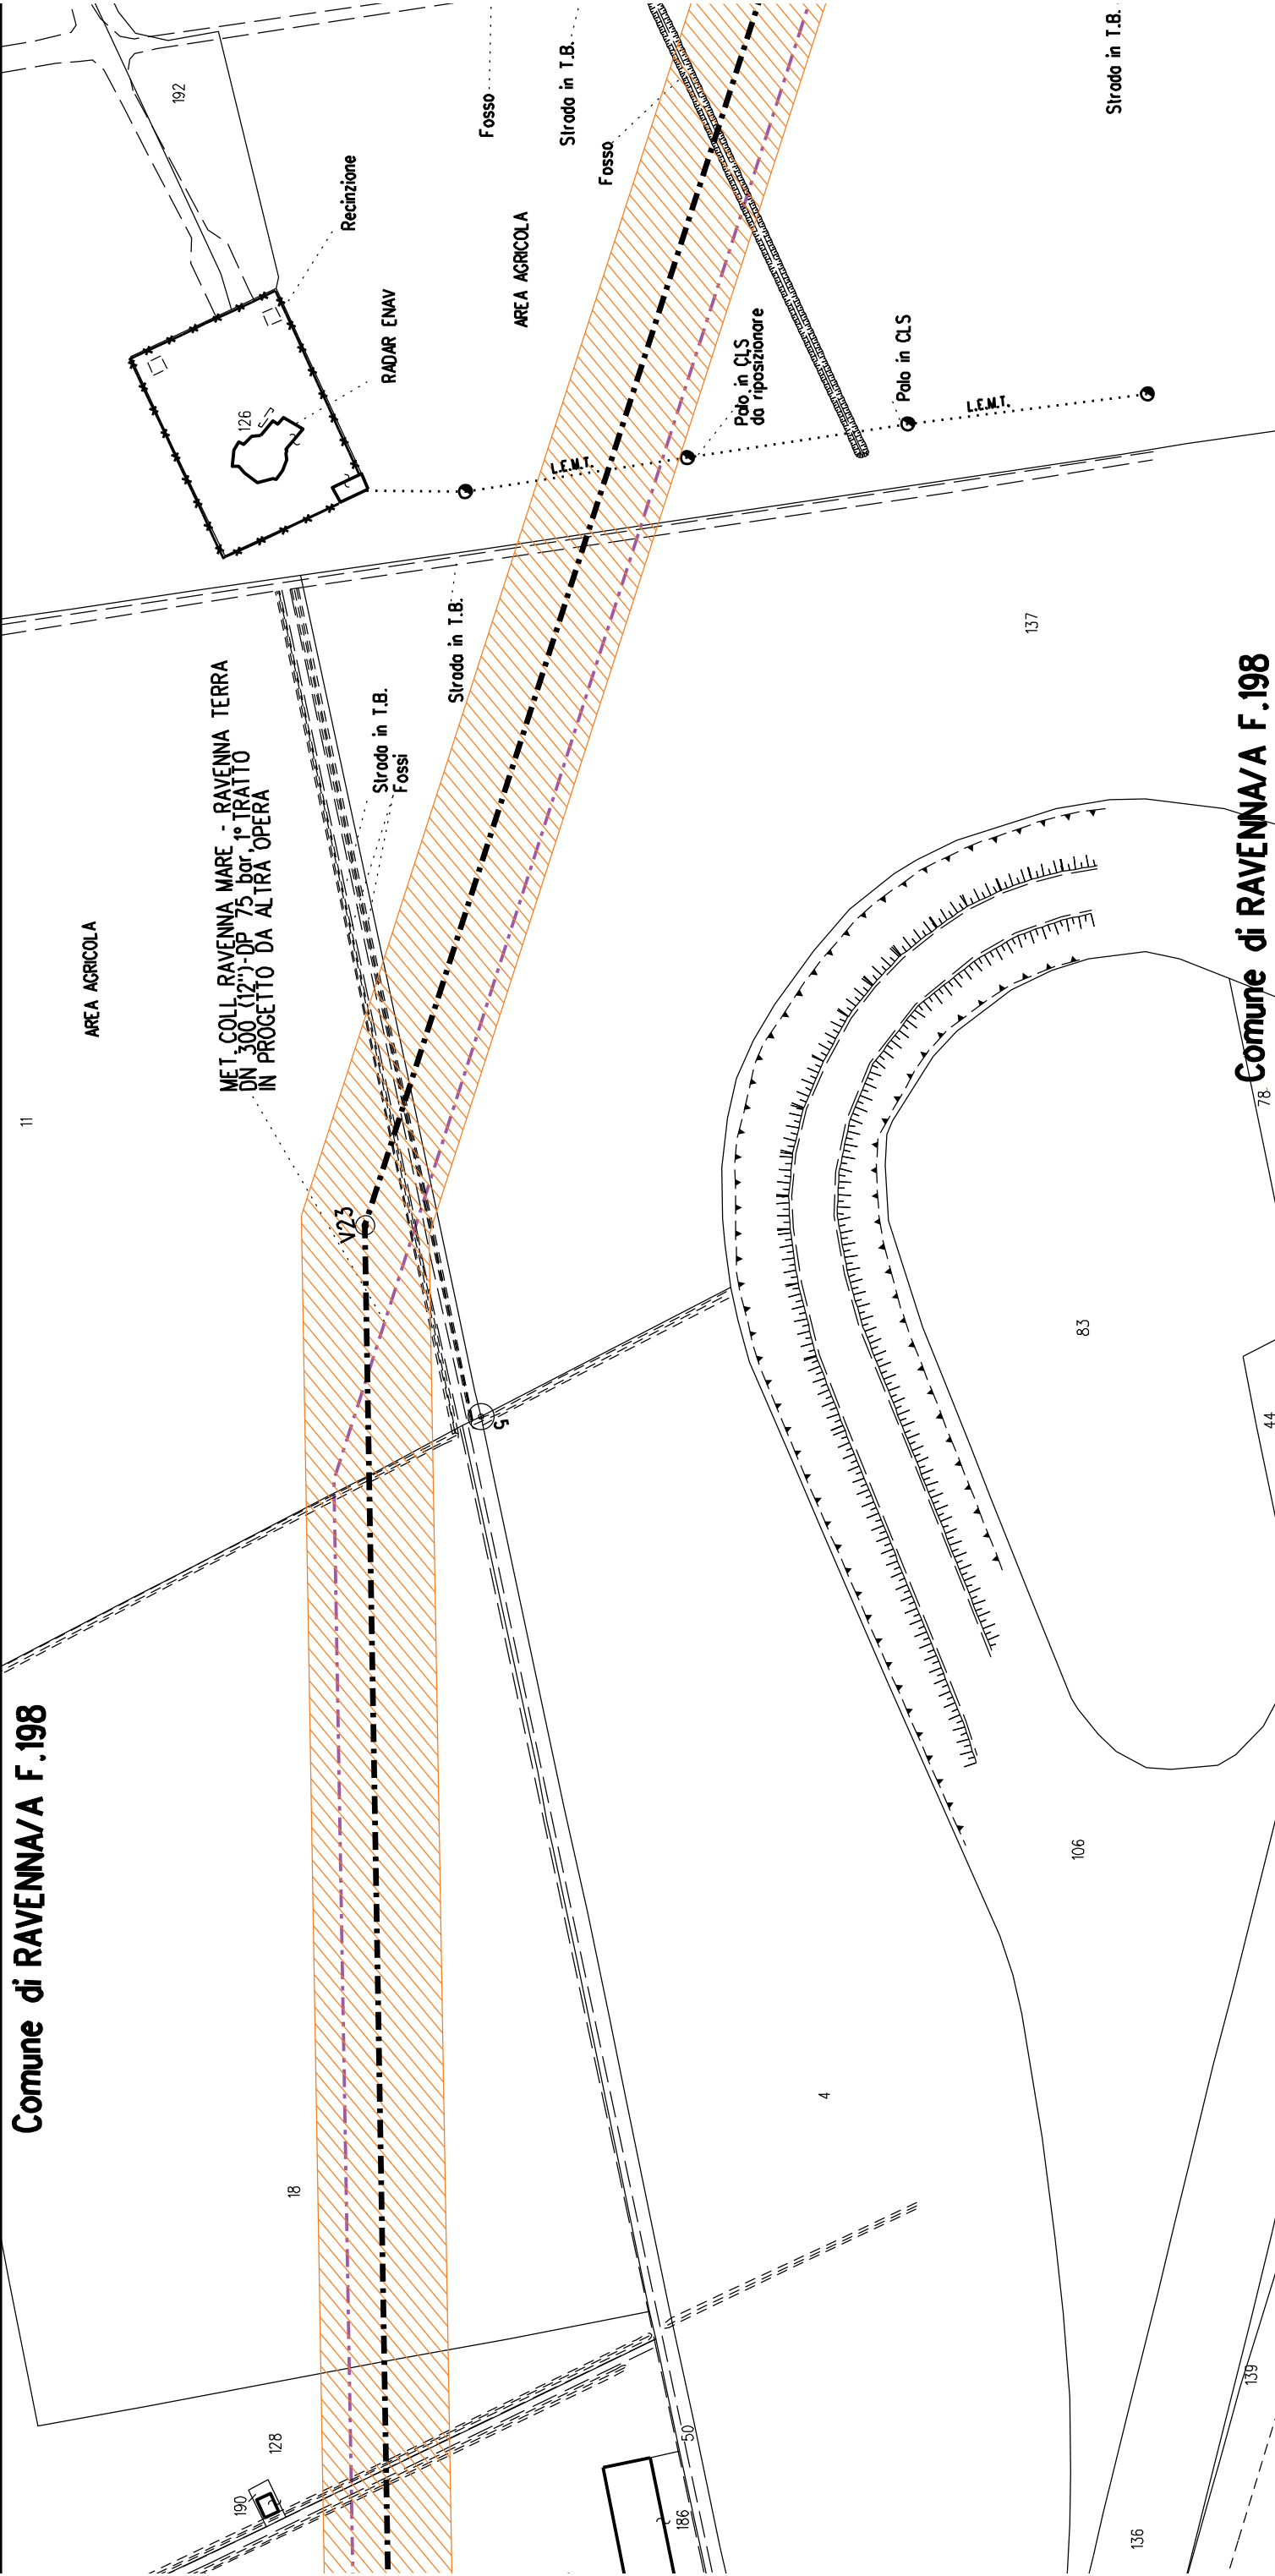 Comune di RAVENNA/A F.198
11
AREA AGRICOLA
192
Recinzione
RADAR ENAV
126
Fosso
Strada in T.B.
Fosso
AREA AGRICOLA
Strada in T.B.
Palo in CLS
da riposizionare
Palo in CLS
L.E.M.T.
L.E.M.T.
Strada in T.B.
Strada in T.B.
Fossi
MET. COLL. RAVENNA MARE - RAVENNA TERRA
DN 300 (12")-DP 75 bar, 1° TRATTO
IN PROGETTO DA ALTRA OPERA
V23
5
137
Comune di RAVENNA/A F.198
78
83
44
106
4
18
128
190
50
186
136
139